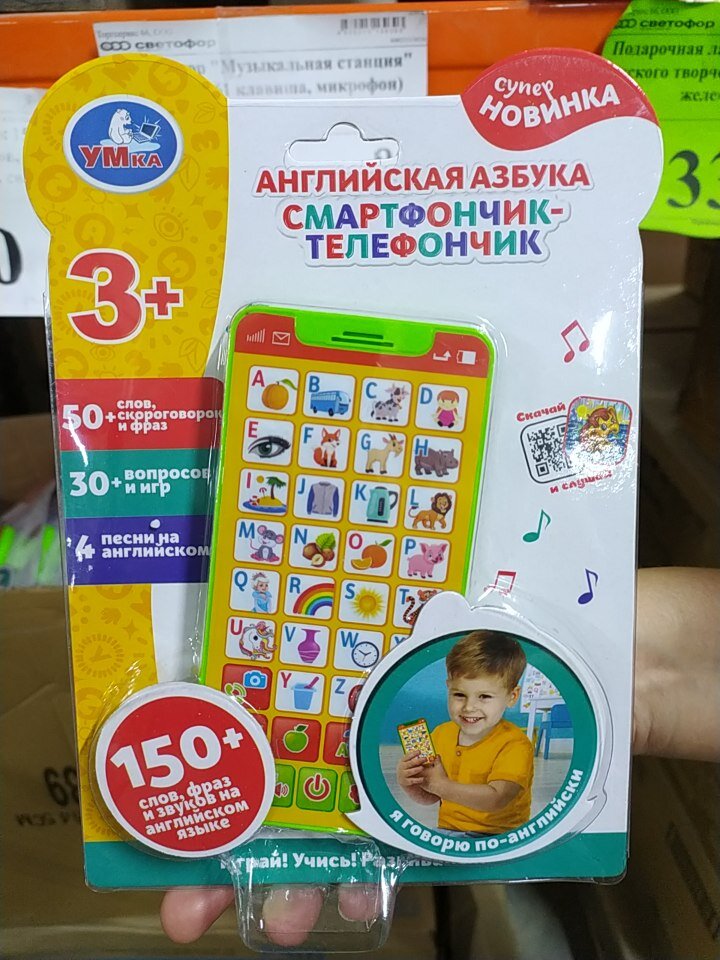 светофор
светофор
"Музыкальная станция"
клавиша, микрофон)
Подарочная
33
Супер
НОВИНКА
УМка
АНГЛИЙСКАЯ АЗБУКА
СМАРТФОНЧИК-
ТЕЛЕФОНЧИК
3+
50+ слов,
скороговорок
и фраз
30+ вопросов
и игр
4 песни на
английском
Скачай
и слушай
A B C D
E F G H
I J K L
M N O P
Q R S T
U V W X
Y Z
150+
слов, фраз
и звуков на
английском
языке
я говорю по-английски
Играй! Учись!